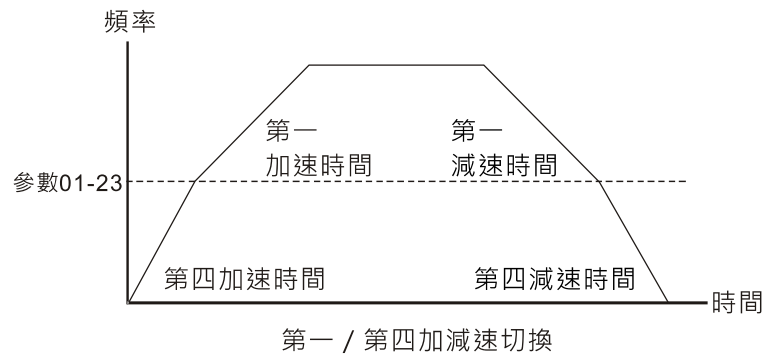 頻率
第一
加速時間
第一
減速時間
參數01-23
第四加速時間
第四減速時間
時間
第一 / 第四加減速切換